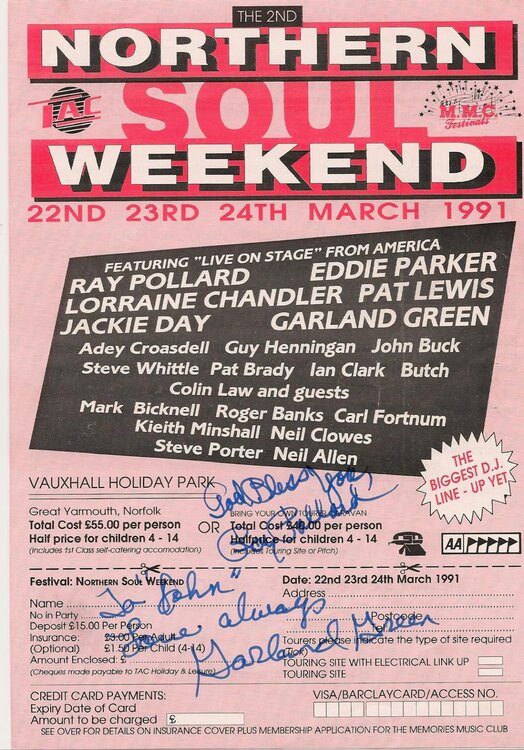 THE 2ND
NORTHERN
SOUL
WEEKEND
TAC
M.M.C.
Festivals
22ND 23RD 24TH MARCH 1991
FEATURING "LIVE ON STAGE" FROM AMERICA
RAY POLLARD EDDIE PARKER
LORRAINE CHANDLER PAT LEWIS
JACKIE DAY GARLAND GREEN
Adey Croasdell Guy Henningan John Buck
Steve Whittle Pat Brady Ian Clark Butch
Colin Law and guests
Mark Bicknell Roger Banks Carl Fortnum
Kieith Minshall Neil Clowes
Steve Porter Neil Allen
THE
BIGGEST D.J.
LINE - UP YET
VAUXHALL HOLIDAY PARK
God Bless you,
Ray Pollard
Great Yarmouth, Norfolk
Total Cost £55.00 per person
Half price for children 4 - 14
(Includes 1st Class self-catering accomodation)
OR
BRING YOUR OWN TOURER CARAVAN
Total Cost £40.00 per person
Halfprice for children 4 - 14
(Includes Touring Site or Pitch)
AA
Festival: NORTHERN SOUL WEEKEND
Date: 22nd 23rd 24th March 1991
To "John"
Love always
Garland Green
Name
Address
No in Party
Postcode
Deposit £15.00 Per Person
Insurance: £3.00 Per Adult
(Optional) £1.50 Per Child (4-14)
Amount Enclosed: £
(Cheques made payable to TAC Holiday & Leisure)
Tourers please indicate the type of site required
(Tick)
TOURING SITE WITH ELECTRICAL LINK UP
TOURING SITE
CREDIT CARD PAYMENTS:
VISA/BARCLAYCARD/ACCESS NO.
Expiry Date of Card
Amount to be charged £
SEE OVER FOR DETAILS ON INSURANCE COVER PLUS MEMBERSHIP APPLICATION FOR THE MEMORIES MUSIC CLUB